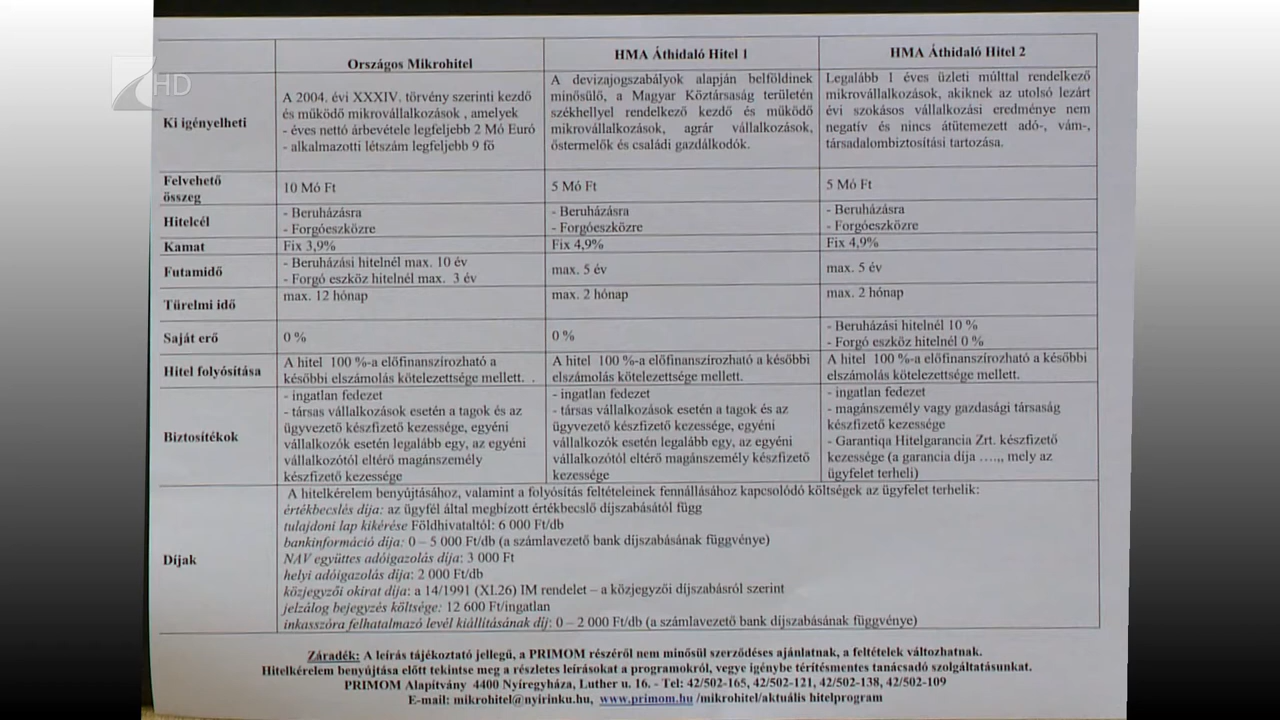 HD
Országos Mikrohitel
HMA Áthidaló Hitel 1
HMA Áthidaló Hitel 2
Ki igényelheti
A 2004. évi XXXIV. törvény szerinti kezdő
és működő mikrovállalkozások , amelyek
- éves nettó árbevétele legfeljebb 2 Mó Euró
- alkalmazotti létszám legfeljebb 9 fő
A devizajogszabályok alapján belföldinek
minősülő, a Magyar Köztársaság területén
székhellyel rendelkező kezdő és működő
mikrovállalkozások, agrár vállalkozások,
őstermelők és családi gazdálkodók.
Legalább 1 éves üzleti múlttal rendelkező
mikrovállalkozások, akiknek az utolsó lezárt
évi szokásos vállalkozási eredménye nem
negatív és nincs átütemezett adó-, vám-,
társadalombiztosítási tartozása.
Felvehető
összeg
10 Mó Ft
5 Mó Ft
5 Mó Ft
Hitelcél
- Beruházásra
- Forgóeszközre
- Beruházásra
- Forgóeszközre
- Beruházásra
- Forgóeszközre
Kamat
Fix 3,9%
Fix 4,9%
Fix 4,9%
Futamidő
- Beruházási hitelnél max. 10 év
- Forgó eszköz hitelnél max. 3 év
max. 5 év
max. 5 év
Türelmi idő
max. 12 hónap
max. 2 hónap
max. 2 hónap
Saját erő
0 %
0 %
- Beruházási hitelnél 10 %
- Forgó eszköz hitelnél 0 %
Hitel folyósítása
A hitel 100 %-a előfinanszírozható a
későbbi elszámolás kötelezettsége mellett. .
A hitel 100 %-a előfinanszírozható a későbbi
elszámolás kötelezettsége mellett.
A hitel 100 %-a előfinanszírozható a későbbi
elszámolás kötelezettsége mellett.
Biztosítékok
- ingatlan fedezet
- társas vállalkozások esetén a tagok és az
ügyvezető készfizető kezessége, egyéni
vállalkozók esetén legalább egy, az egyéni
vállalkozótól eltérő magánszemély
készfizető kezessége
- ingatlan fedezet
- társas vállalkozások esetén a tagok és az
ügyvezető készfizető kezessége, egyéni
vállalkozók esetén legalább egy, az egyéni
vállalkozótól eltérő magánszemély készfizető
kezessége
- ingatlan fedezet
- magánszemély vagy gazdasági társaság
készfizető kezessége
- Garantiqa Hitelgarancia Zrt. készfizető
kezessége (a garancia díja ….,, mely az
ügyfelet terheli)
Díjak
A hitelkérelem benyújtásához, valamint a folyósítás feltételeinek fennállásához kapcsolódó költségek az ügyfelet terhelik:
értékbecslés díja: az ügyfél által megbízott értékbecslő díjszabásától függ
tulajdoni lap kikérése Földhivataltól: 6 000 Ft/db
bankinformáció díja: 0 – 5 000 Ft/db (a számlavezető bank díjszabásának függvénye)
NAV együttes adóigazolás díja: 3 000 Ft
helyi adóigazolás díja: 2 000 Ft/db
közjegyzői okirat díja: a 14/1991 (XI.26) IM rendelet – a közjegyzői díjszabásról szerint
jelzálog bejegyzés költsége: 12 600 Ft/ingatlan
inkasszóra felhatalmazó levél kiállításának díj: 0 – 2 000 Ft/db (a számlavezető bank díjszabásának függvénye)
Záradék: A leírás tájékoztató jellegű, a PRIMOM részéről nem minősül szerződéses ajánlatnak, a feltételek változhatnak.
Hitelkérelem benyújtása előtt tekintse meg a részletes leírásokat a programokról, vegye igénybe térítésmentes tanácsadó szolgáltatásunkat.
PRIMOM Alapítvány 4400 Nyíregyháza, Luther u. 16. - Tel: 42/502-165, 42/502-121, 42/502-138, 42/502-109
E-mail: mikrohitel@nyirinku.hu, www.primom.hu /mikrohitel/aktuális hitelprogram